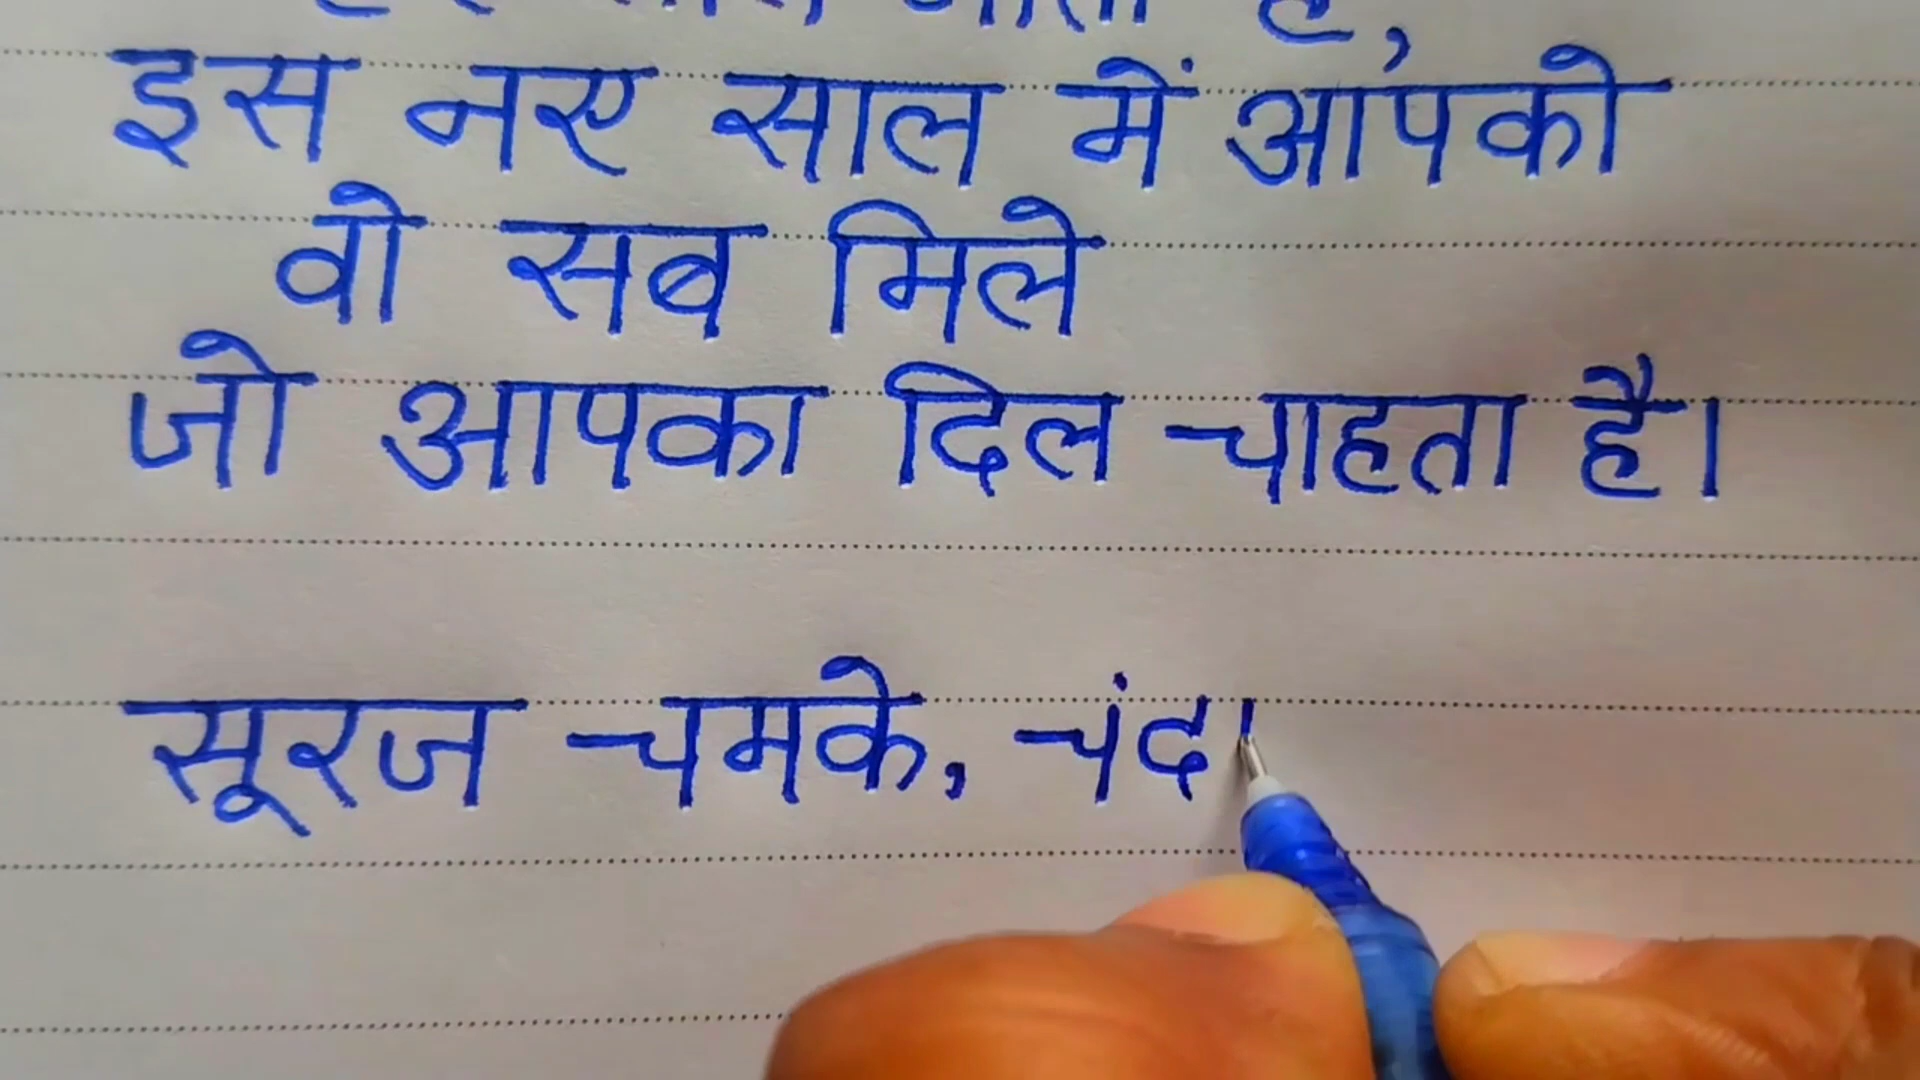 इस नए साल में आपको
वो सब मिले
जो आपका दिल चाहता है।
सूरज चमके, चंदा